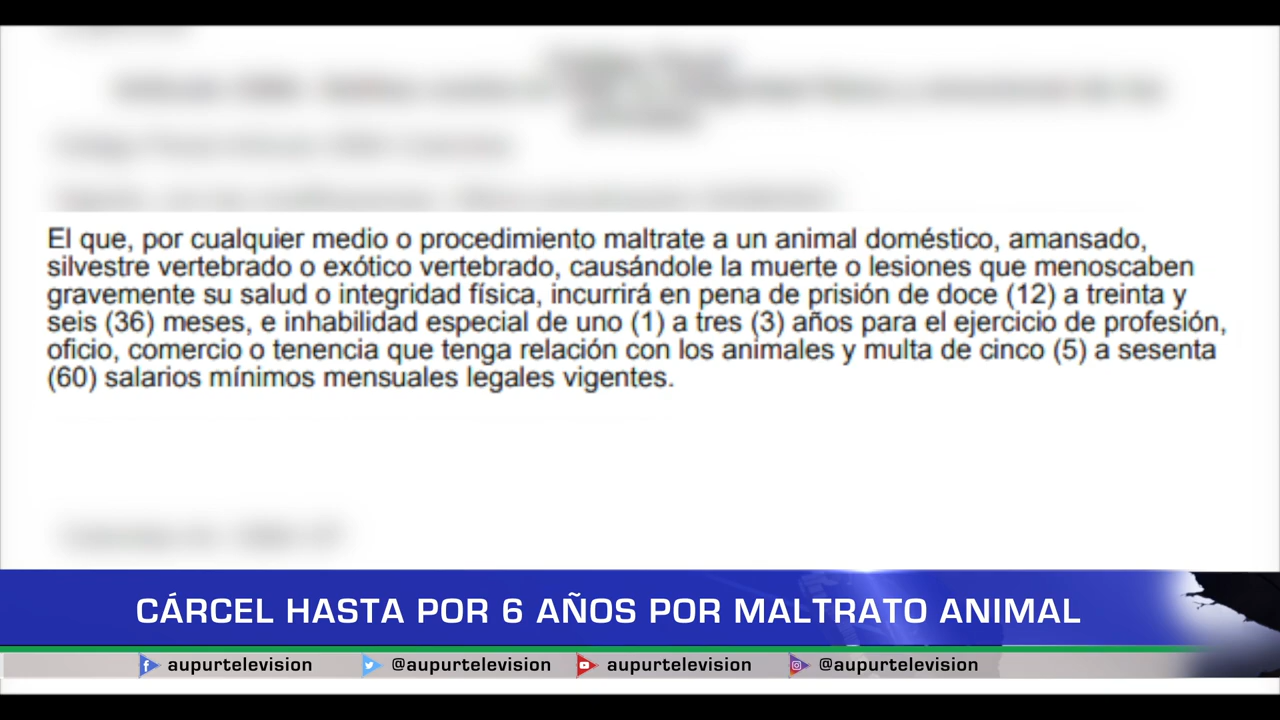 El que, por cualquier medio o procedimiento maltrate a un animal doméstico, amansado,
silvestre vertebrado o exótico vertebrado, causándole la muerte o lesiones que menoscaben
gravemente su salud o integridad física, incurrirá en pena de prisión de doce (12) a treinta y
seis (36) meses, e inhabilidad especial de uno (1) a tres (3) años para el ejercicio de profesión,
oficio, comercio o tenencia que tenga relación con los animales y multa de cinco (5) a sesenta
(60) salarios mínimos mensuales legales vigentes.
CÁRCEL HASTA POR 6 AÑOS POR MALTRATO ANIMAL
aupurtelevision @aupurtelevision aupurtelevision @aupurtelevision